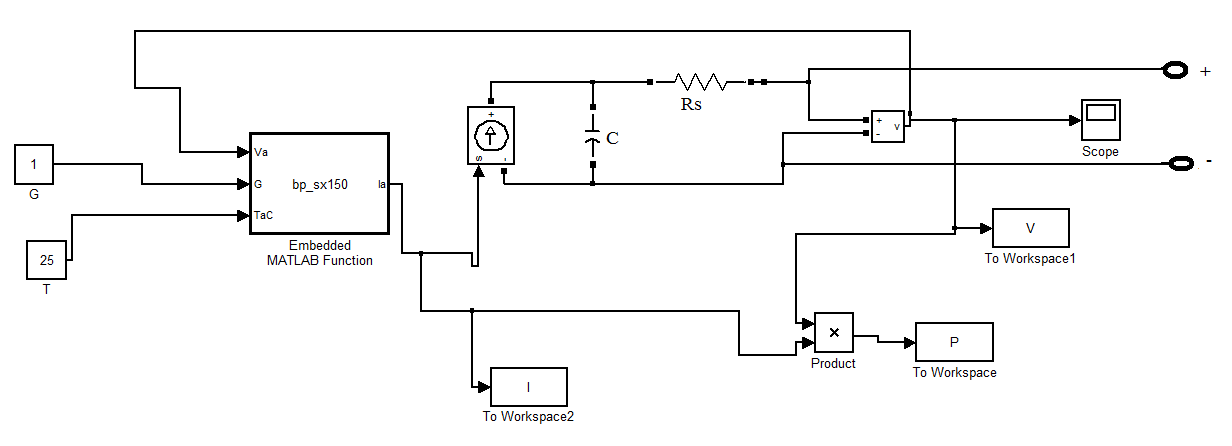 +
Rs
C
+
-
v
Scope
-
1
G
Va
G
TaC
bp_sx150
Ia
Embedded
MATLAB Function
+
s
-
25
T
V
To Workspace1
×
Product
P
To Workspace
I
To Workspace2